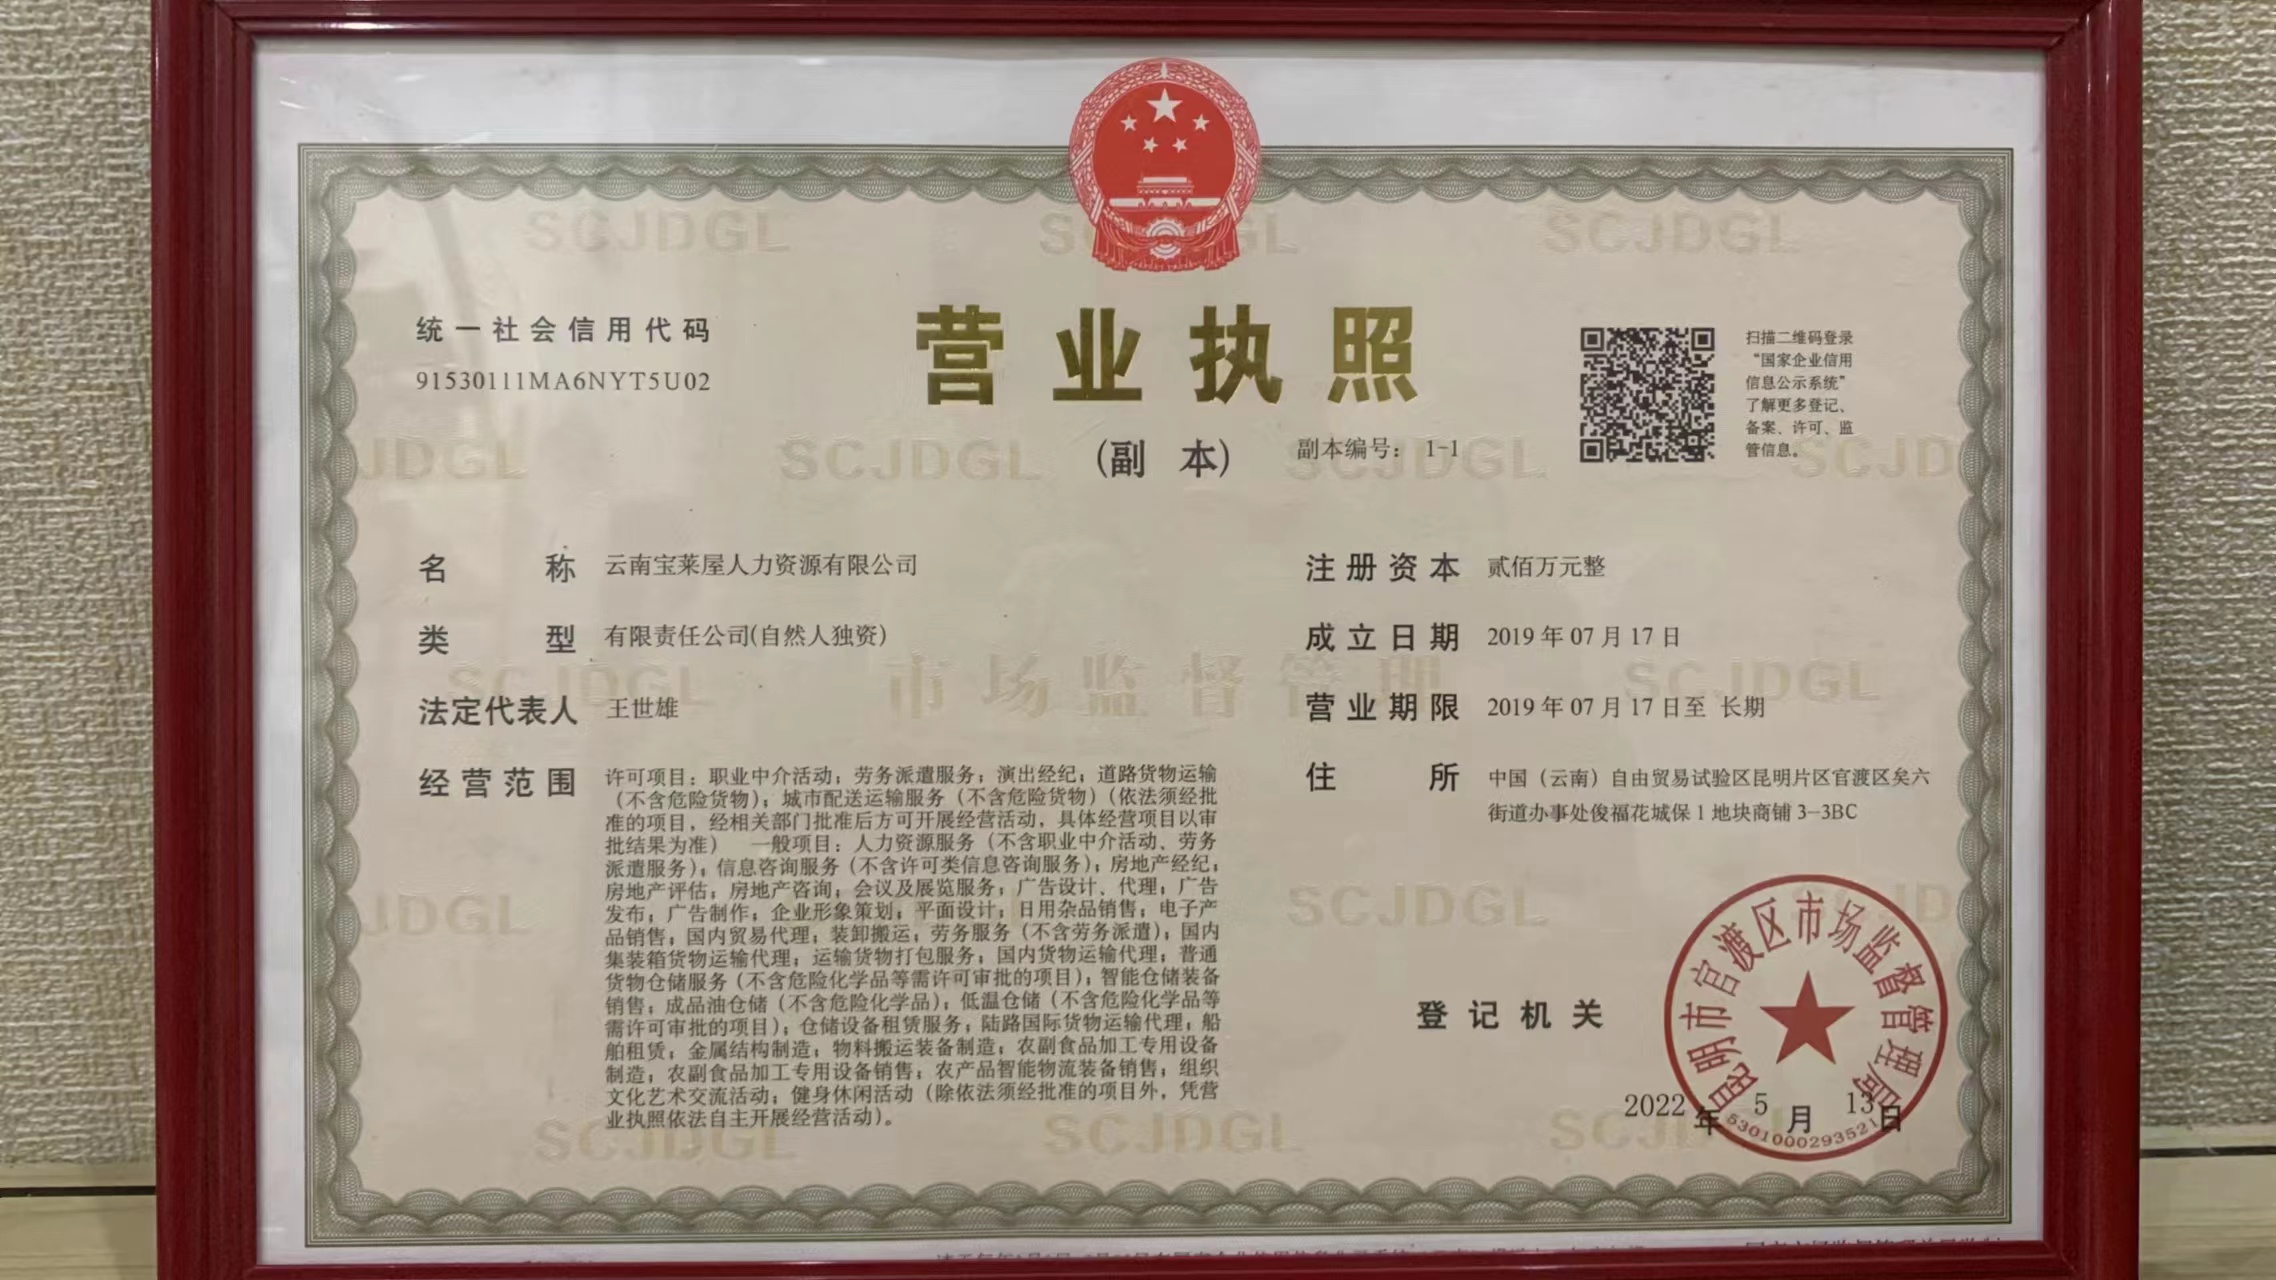 统一社会信用代码
91530111MA6NYT5U02
营业执照
(副 本)
副本编号: 1-1
扫描二维码登录
“国家企业信用
信息公示系统”
了解更多登记、
备案、许可、监
管信息。
名称 云南宝莱屋人力资源有限公司
类型 有限责任公司(自然人独资)
法定代表人 王世雄
经营范围 许可项目：职业中介活动；劳务派遣服务；演出经纪；道路货物运输
（不含危险货物）；城市配送运输服务（不含危险货物）（依法须经批
准的项目，经相关部门批准后方可开展经营活动，具体经营项目以审
批结果为准） 一般项目：人力资源服务（不含职业中介活动、劳务
派遣服务）；信息咨询服务（不含许可类信息咨询服务）；房地产经纪；
房地产评估；房地产咨询；会议及展览服务；广告设计、代理；广告
发布；广告制作；企业形象策划；平面设计；日用杂品销售；电子产
品销售；国内贸易代理；装卸搬运；劳务服务（不含劳务派遣）；国内
集装箱货物运输代理；运输货物打包服务；国内货物运输代理；普通
货物仓储服务（不含危险化学品等需许可审批的项目）；智能仓储装备
销售；成品油仓储（不含危险化学品）；低温仓储（不含危险化学品等
需许可审批的项目）；仓储设备租赁服务；陆路国际货物运输代理；船
舶租赁；金属结构制造；物料搬运装备制造；农副食品加工专用设备
制造；农副食品加工专用设备销售；农产品智能物流装备销售；组织
文化艺术交流活动；健身休闲活动（除依法须经批准的项目外，凭营
业执照依法自主开展经营活动）。
注册资本 贰佰万元整
成立日期 2019年07月17日
营业期限 2019年07月17日至 长期
住所 中国（云南）自由贸易试验区昆明片区官渡区矣六
街道办事处俊福花城保1地块商铺3-3BC
登记机关
昆明市官渡区市场监督管理局
5301000293521
2022年5月13日
SCJDGL
市场监督管理